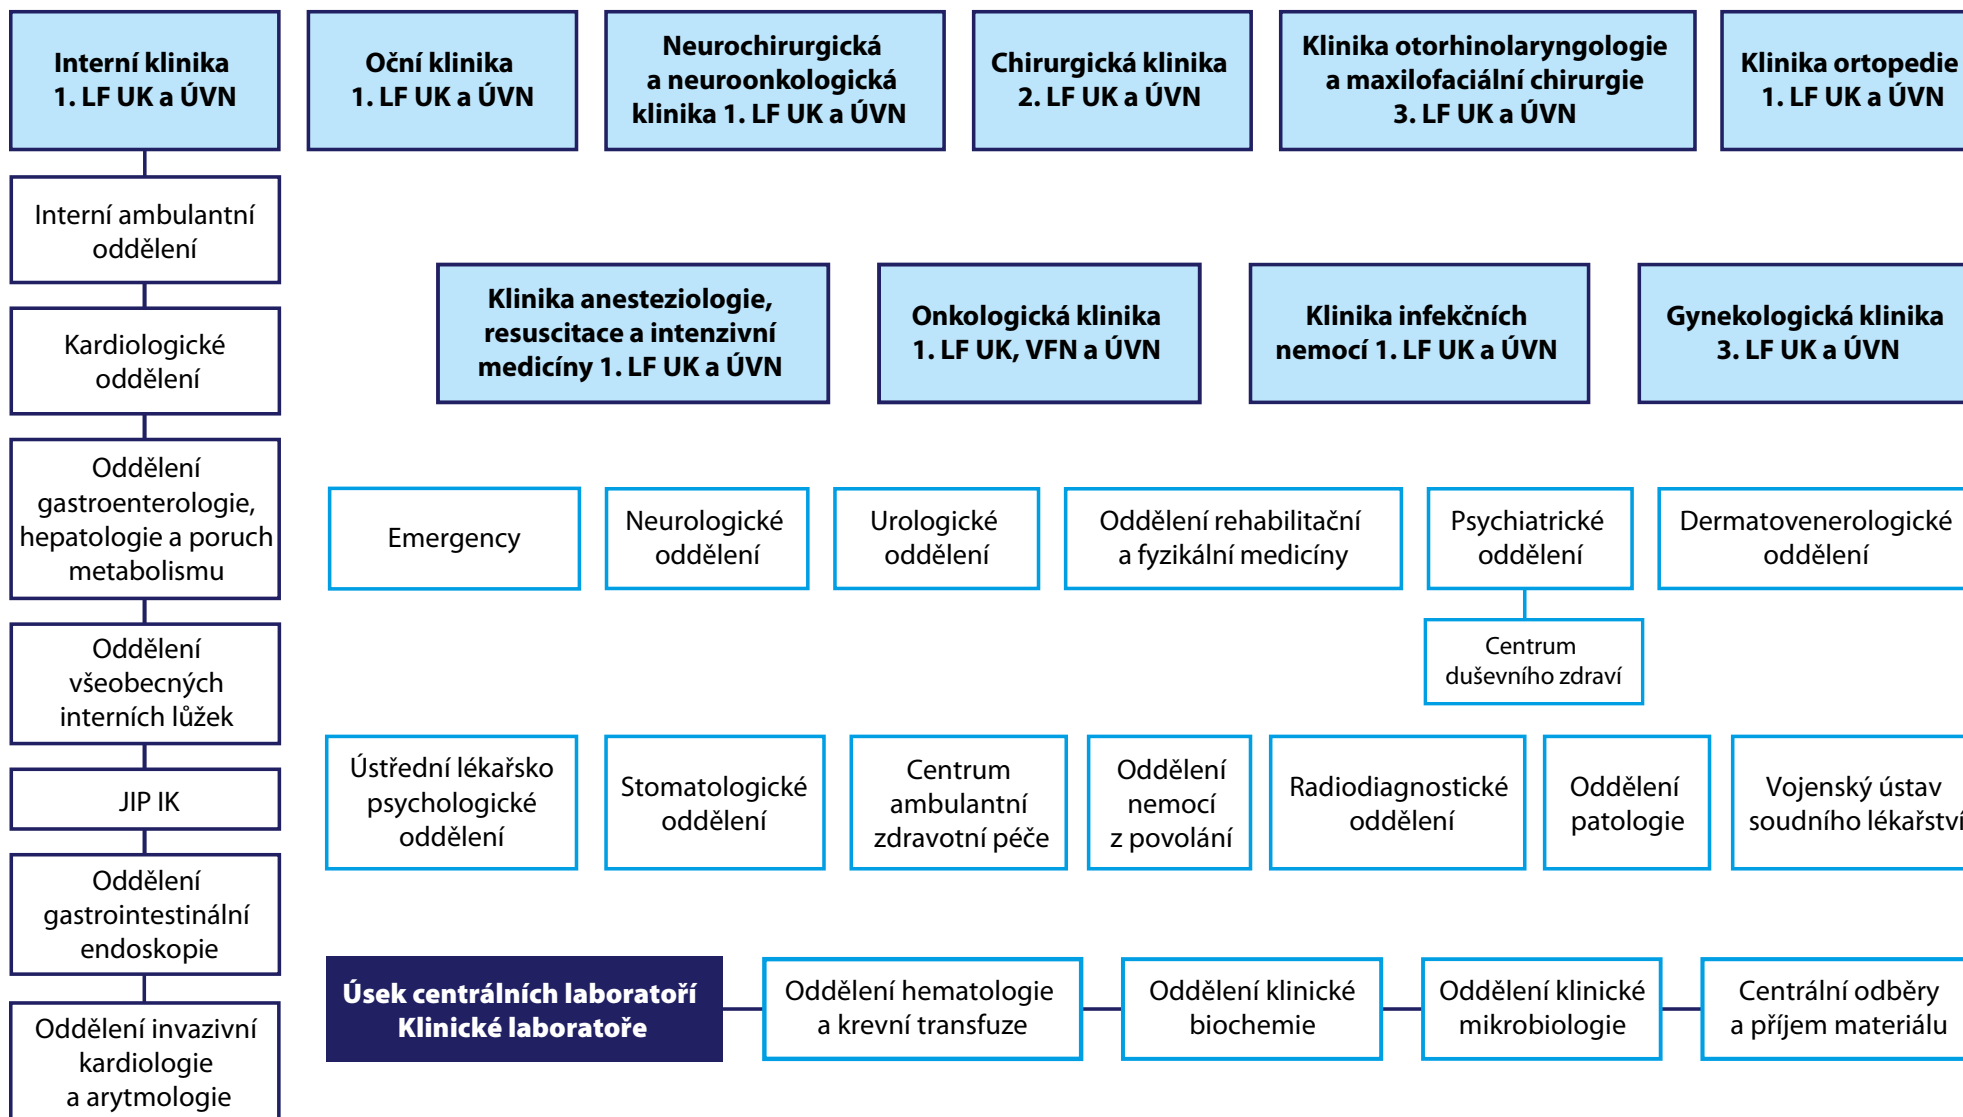 Interní klinika
1. LF UK a ÚVN
Oční klinika
1. LF UK a ÚVN
Neurochirurgická
a neuroonkologická
klinika 1. LF UK a ÚVN
Chirurgická klinika
2. LF UK a ÚVN
Klinika otorhinolaryngologie
a maxilofaciální chirurgie
3. LF UK a ÚVN
Klinika ortopedie
1. LF UK a ÚVN
Interní ambulantní
oddělení
Kardiologické
oddělení
Oddělení
gastroenterologie,
hepatologie a poruch
metabolismu
Oddělení
všeobecných
interních lůžek
JIP IK
Oddělení
gastrointestinální
endoskopie
Oddělení invazivní
kardiologie
a arytmologie
Klinika anesteziologie,
resuscitace a intenzivní
medicíny 1. LF UK a ÚVN
Onkologická klinika
1. LF UK, VFN a ÚVN
Klinika infekčních
nemocí 1. LF UK a ÚVN
Gynekologická klinika
3. LF UK a ÚVN
Emergency
Neurologické
oddělení
Urologické
oddělení
Oddělení rehabilitační
a fyzikální medicíny
Psychiatrické
oddělení
Dermatovenerologické
oddělení
Centrum
duševního zdraví
Ústřední lékařsko
psychologické
oddělení
Stomatologické
oddělení
Centrum
ambulantní
zdravotní péče
Oddělení
nemocí
z povolání
Radiodiagnostické
oddělení
Oddělení
patologie
Vojenský ústav
soudního lékařství
Úsek centrálních laboratoří
Klinické laboratoře
Oddělení hematologie
a krevní transfuze
Oddělení klinické
biochemie
Oddělení klinické
mikrobiologie
Centrální odběry
a příjem materiálu